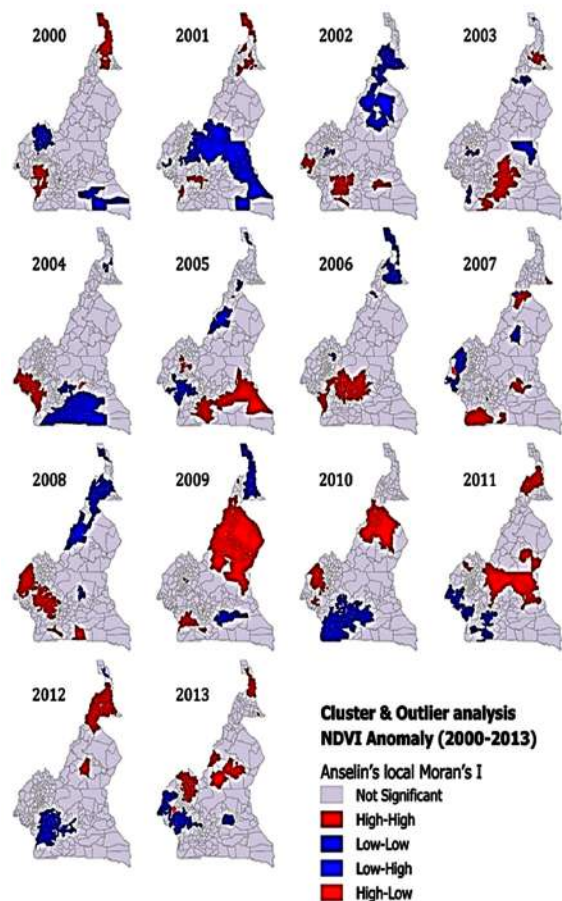 2000 2001 2002 2003
2004 2005 2006 2007
2008 2009 2010 2011
2012 2013
Cluster & Outlier analysis
NDVI Anomaly (2000-2013)
Anselin's local Moran's I
Not Significant
High-High
Low-Low
Low-High
High-Low